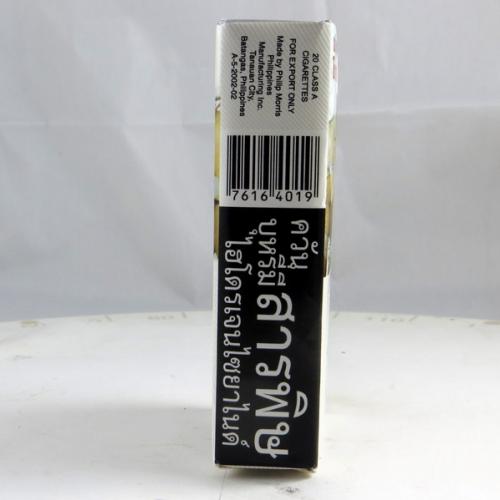 20 CLASS A
CIGARETTES
FOR EXPORT ONLY
Made by Philip Morris
Philippines
Manufacturing Inc.
Tanauan City,
Batangas, Philippines
A-5-2002-02
7616 4019
ควัน
บุหรี่มี สารพิษ
ไฮโดรเจนไซยาไนด์